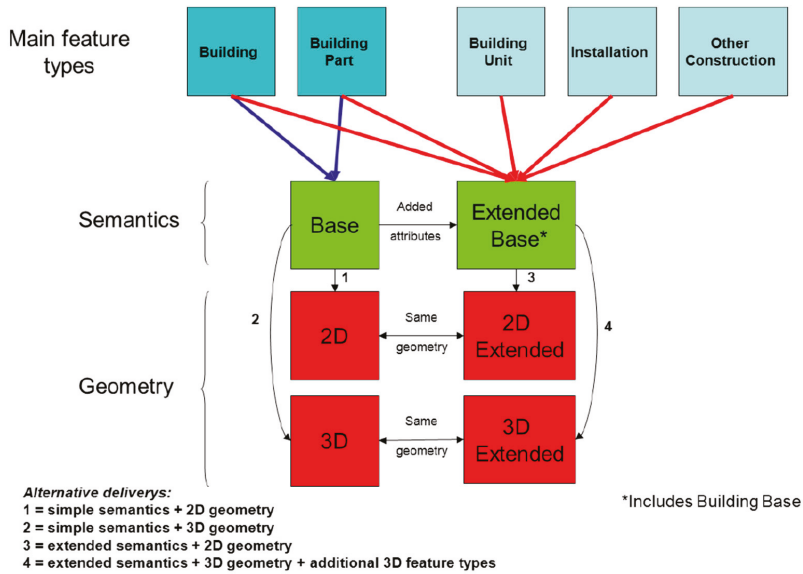 Main feature
types
Building
Building
Part
Building
Unit
Installation
Other
Construction
Semantics
Base
Added
attributes
Extended
Base*
1
3
2
4
Geometry
2D
Same
geometry
2D
Extended
3D
Same
geometry
3D
Extended
Alternative deliverys:
1 = simple semantics + 2D geometry
2 = simple semantics + 3D geometry
3 = extended semantics + 2D geometry
4 = extended semantics + 3D geometry + additional 3D feature types
*Includes Building Base